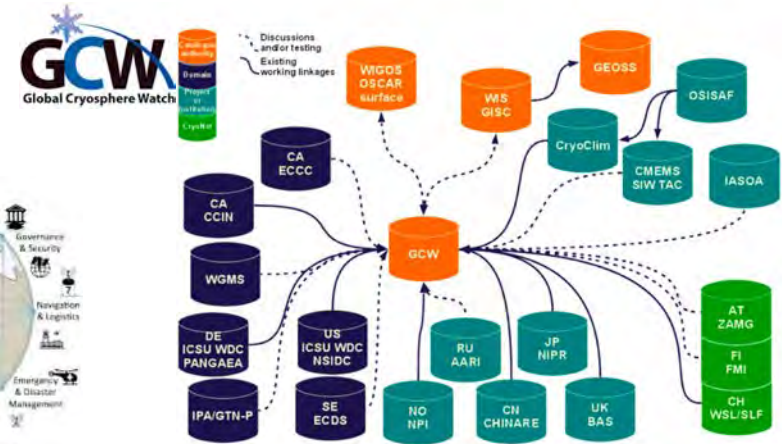 GCW
Global Cryosphere Watch
Catalogue
authority
Domain
Project
or
institution
CryoNet
Discussions
and/or testing
Existing
working linkages
WIGOS
OSCAR
surface
WIS
GISC
GEOSS
OSISAF
CryoClim
CMEMS
SIW TAC
IASOA
CA
ECCC
CA
CCIN
GCW
WGMS
DE
ICSU WDC
PANGAEA
US
ICSU WDC
NSIDC
RU
AARI
JP
NIPR
AT
ZAMG
FI
FMI
CH
WSL/SLF
IPA/GTN-P
SE
ECDS
NO
NPI
CN
CHINARE
UK
BAS
Governance
& Security
Navigation
& Logistics
Emergency
& Disaster
Management